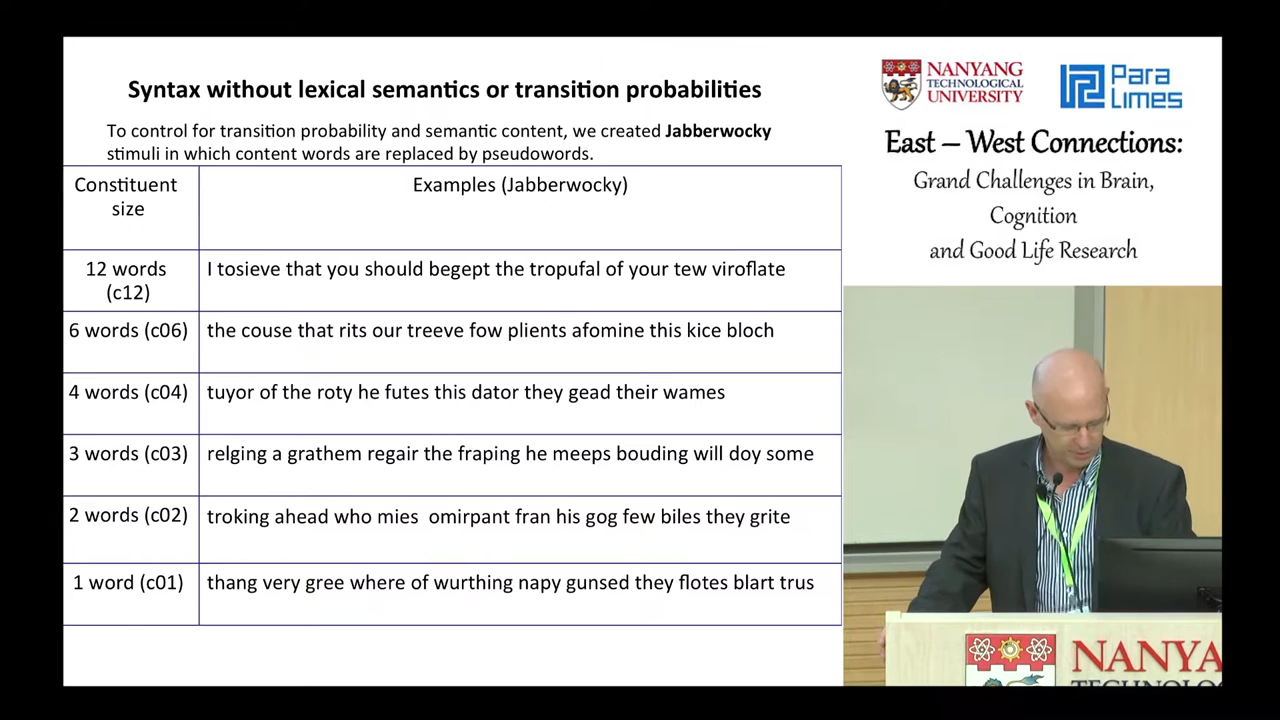 Syntax without lexical semantics or transition probabilities
To control for transition probability and semantic content, we created Jabberwocky
stimuli in which content words are replaced by pseudowords.
Constituent
size
Examples (Jabberwocky)
12 words
(c12)
I tosieve that you should begept the tropufal of your tew viroflate
6 words (c06)
the couse that rits our treeve fow plients afomine this kice bloch
4 words (c04)
tuyor of the roty he futes this dator they gead their wames
3 words (c03)
relging a grathem regair the fraping he meeps bouding will doy some
2 words (c02)
troking ahead who mies  omirpant fran his gog few biles they grite
1 word (c01)
thang very gree where of wurthing napy gunsed they flotes blart trus
NANYANG
TECHNOLOGICAL
UNIVERSITY
Para
Limes
East – West Connections:
Grand Challenges in Brain,
Cognition
and Good Life Research
NANYA
TECHNOLO